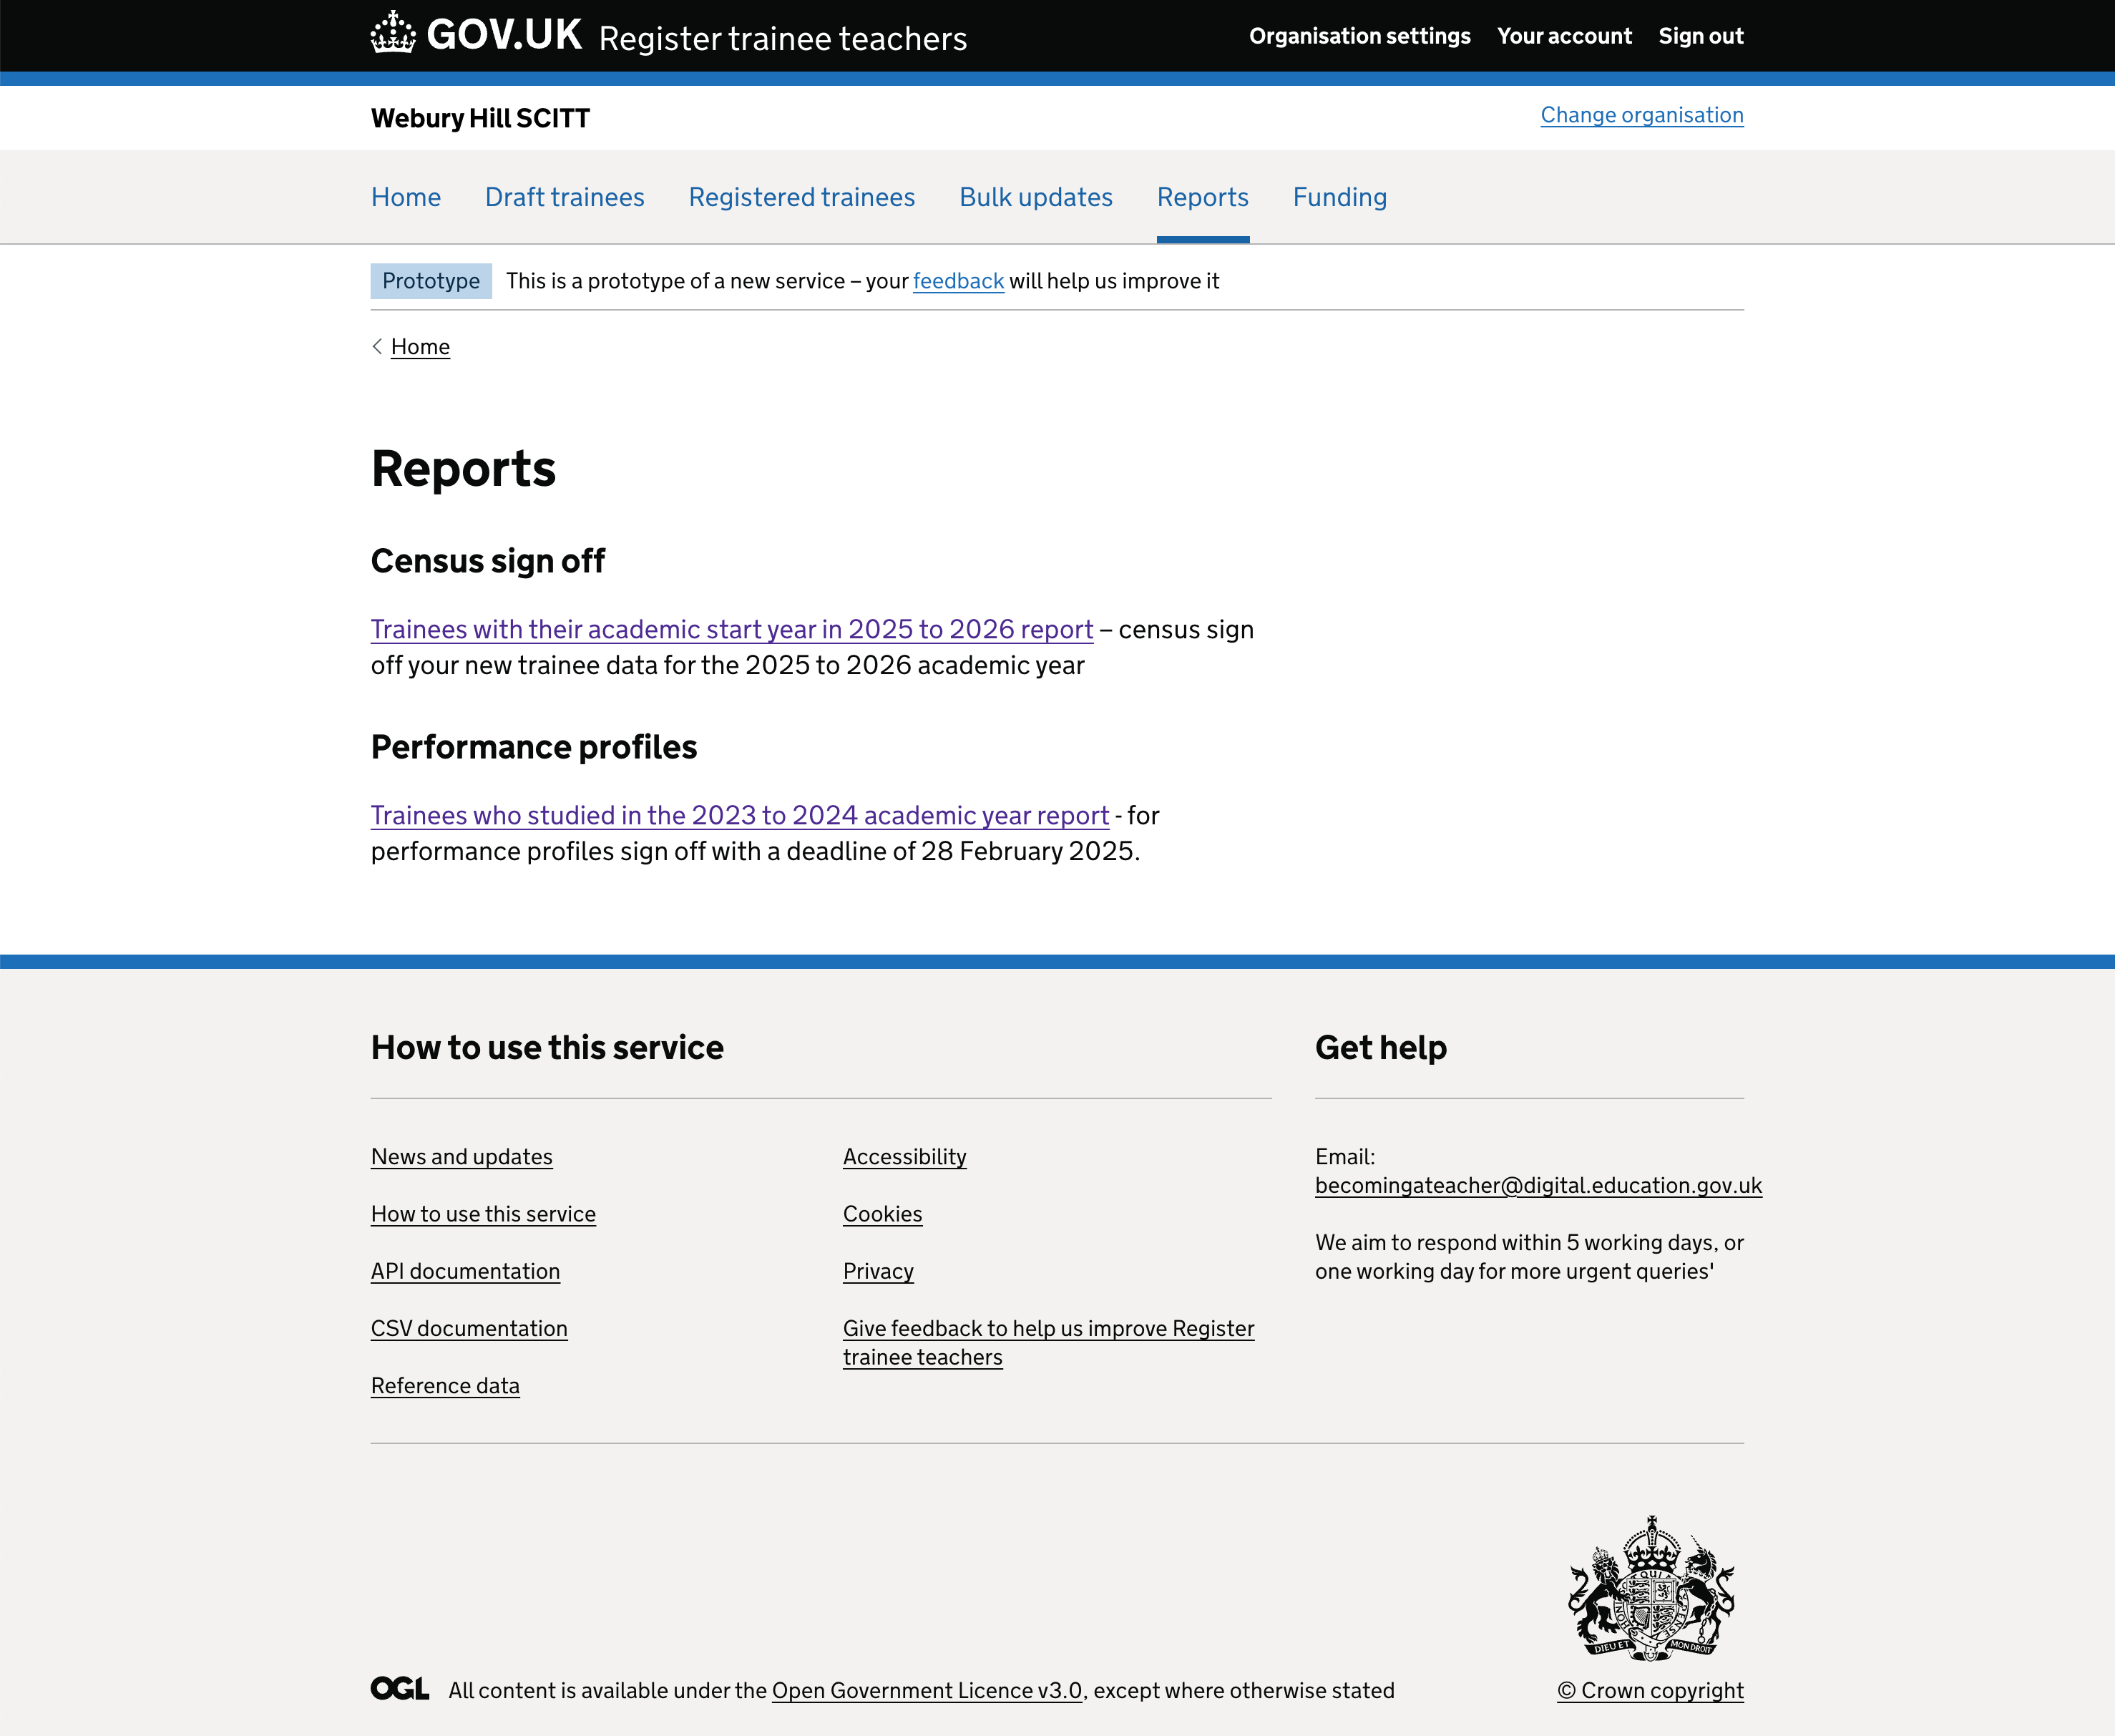 GOV.UK Register trainee teachers Organisation settings Your account Sign out
Webury Hill SCITT Change organisation
Home Draft trainees Registered trainees Bulk updates Reports Funding
Prototype This is a prototype of a new service – your feedback will help us improve it
Home
Reports
Census sign off
Trainees with their academic start year in 2025 to 2026 report – census sign
off your new trainee data for the 2025 to 2026 academic year
Performance profiles
Trainees who studied in the 2023 to 2024 academic year report - for
performance profiles sign off with a deadline of 28 February 2025.
How to use this service
News and updates
How to use this service
API documentation
CSV documentation
Reference data
Accessibility
Cookies
Privacy
Give feedback to help us improve Register
trainee teachers
Get help
Email:
becomingateacher@digital.education.gov.uk
We aim to respond within 5 working days, or
one working day for more urgent queries'
DIEU ET MON DROIT
OGL All content is available under the Open Government Licence v3.0, except where otherwise stated
© Crown copyright